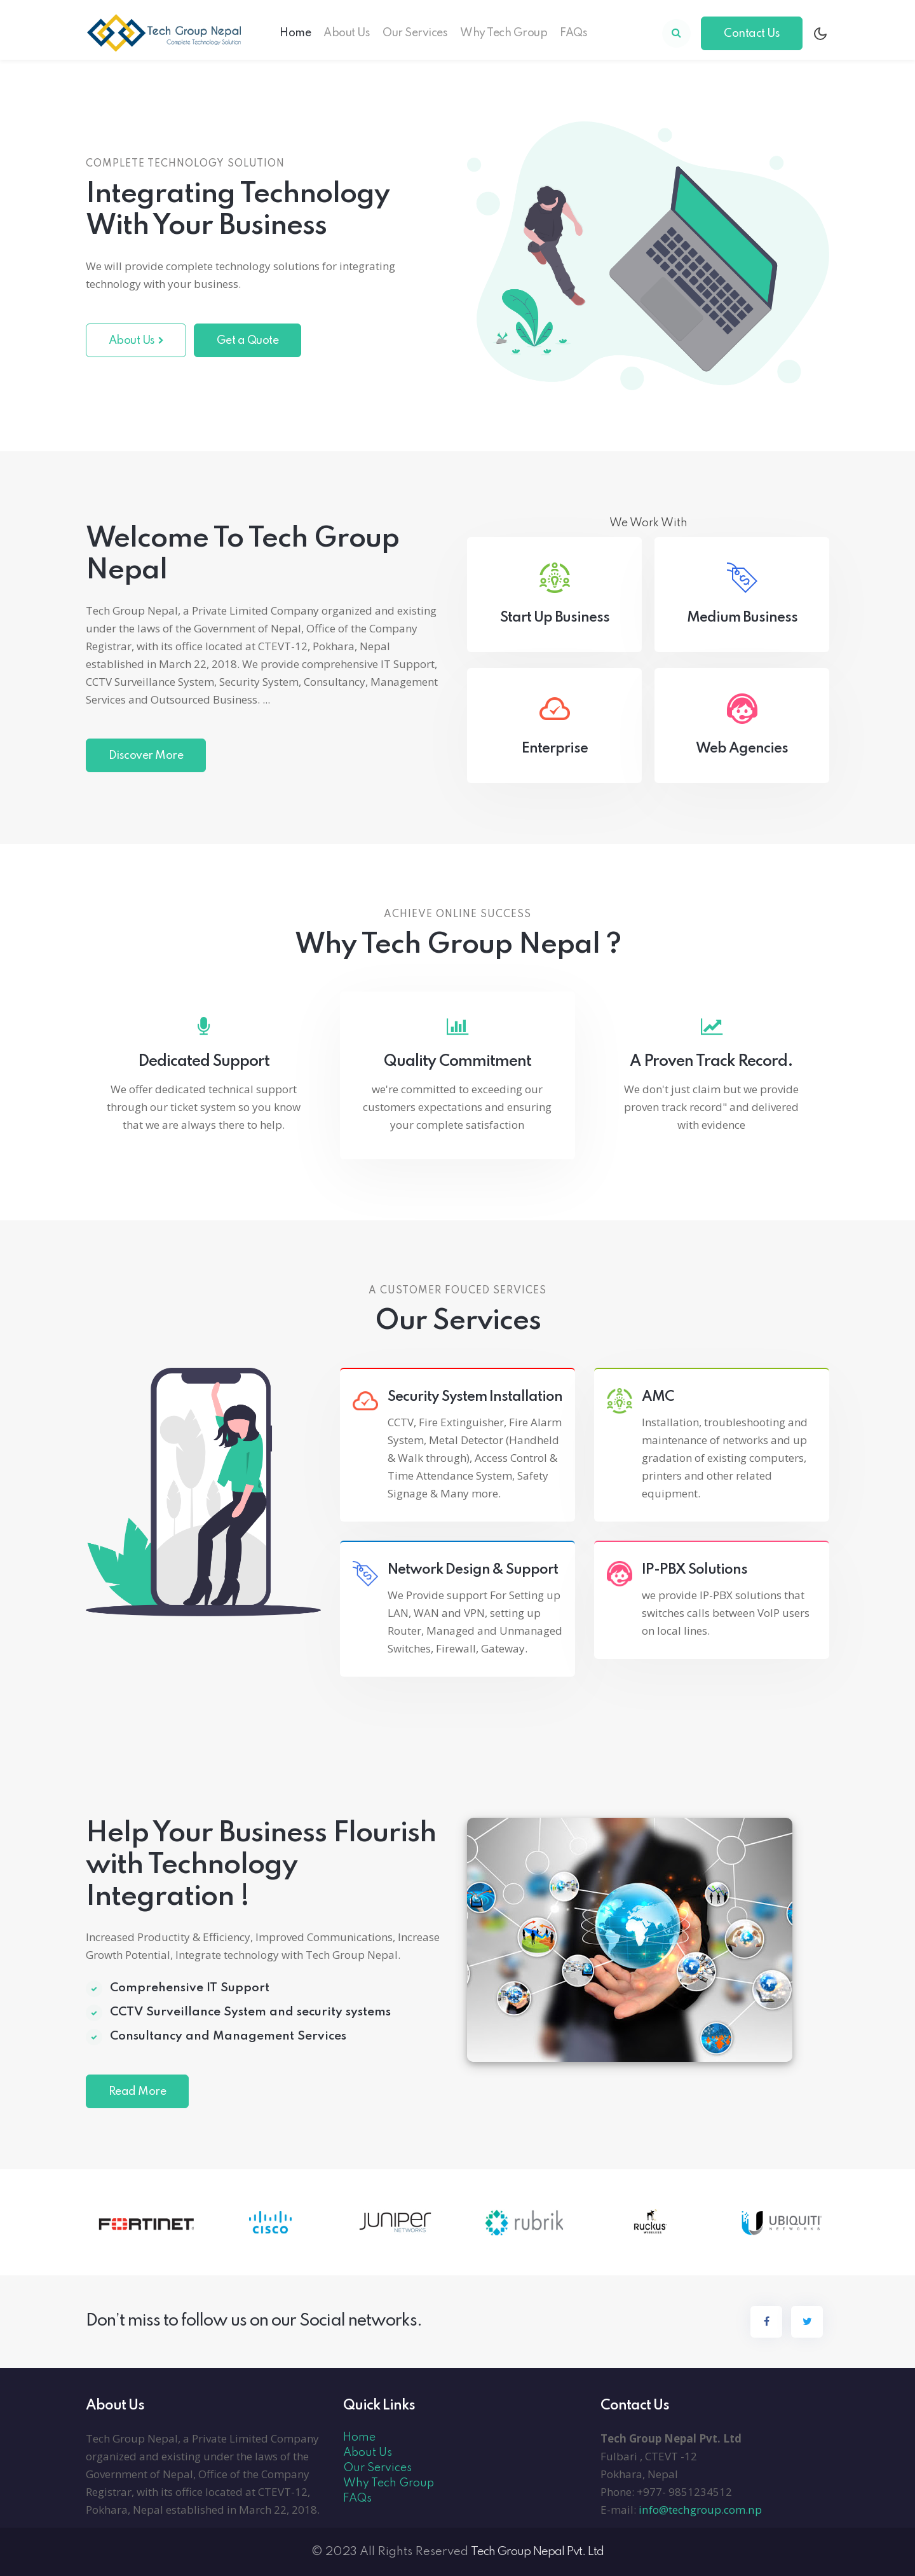 Tech Group Nepal
Complete Technology Solution
Home About Us Our Services Why Tech Group FAQs
Contact Us
COMPLETE TECHNOLOGY SOLUTION
Integrating Technology
With Your Business
We will provide complete technology solutions for integrating
technology with your business.
About Us
Get a Quote
Welcome To Tech Group
Nepal
Tech Group Nepal, a Private Limited Company organized and existing
under the laws of the Government of Nepal, Office of the Company
Registrar, with its office located at CTEVT-12, Pokhara, Nepal
established in March 22, 2018. We provide comprehensive IT Support,
CCTV Surveillance System, Security System, Consultancy, Management
Services and Outsourced Business. ...
Discover More
We Work With
Start Up Business
Medium Business
Enterprise
Web Agencies
ACHIEVE ONLINE SUCCESS
Why Tech Group Nepal ?
Dedicated Support
We offer dedicated technical support
through our ticket system so you know
that we are always there to help.
Quality Commitment
we're committed to exceeding our
customers expectations and ensuring
your complete satisfaction
A Proven Track Record.
We don't just claim but we provide
proven track record" and delivered
with evidence
A CUSTOMER FOUCED SERVICES
Our Services
Security System Installation
CCTV, Fire Extinguisher, Fire Alarm
System, Metal Detector (Handheld
& Walk through), Access Control &
Time Attendance System, Safety
Signage & Many more.
AMC
Installation, troubleshooting and
maintenance of networks and up
gradation of existing computers,
printers and other related
equipment.
Network Design & Support
We Provide support For Setting up
LAN, WAN and VPN, setting up
Router, Managed and Unmanaged
Switches, Firewall, Gateway.
IP-PBX Solutions
we provide IP-PBX solutions that
switches calls between VoIP users
on local lines.
Help Your Business Flourish
with Technology
Integration !
Increased Productity & Efficiency, Improved Communications, Increase
Growth Potential, Integrate technology with Tech Group Nepal.
Comprehensive IT Support
CCTV Surveillance System and security systems
Consultancy and Management Services
Read More
FORTINET
CISCO
JUNIPER
NETWORKS
rubrik
Ruckus
WIRELESS
UBIQUITI
NETWORKS
Don't miss to follow us on our Social networks.
About Us
Tech Group Nepal, a Private Limited Company
organized and existing under the laws of the
Government of Nepal, Office of the Company
Registrar, with its office located at CTEVT-12,
Pokhara, Nepal established in March 22, 2018.
Quick Links
Home
About Us
Our Services
Why Tech Group
FAQs
Contact Us
Tech Group Nepal Pvt. Ltd
Fulbari , CTEVT -12
Pokhara, Nepal
Phone: +977- 9851234512
E-mail: info@techgroup.com.np
© 2023 All Rights Reserved Tech Group Nepal Pvt. Ltd